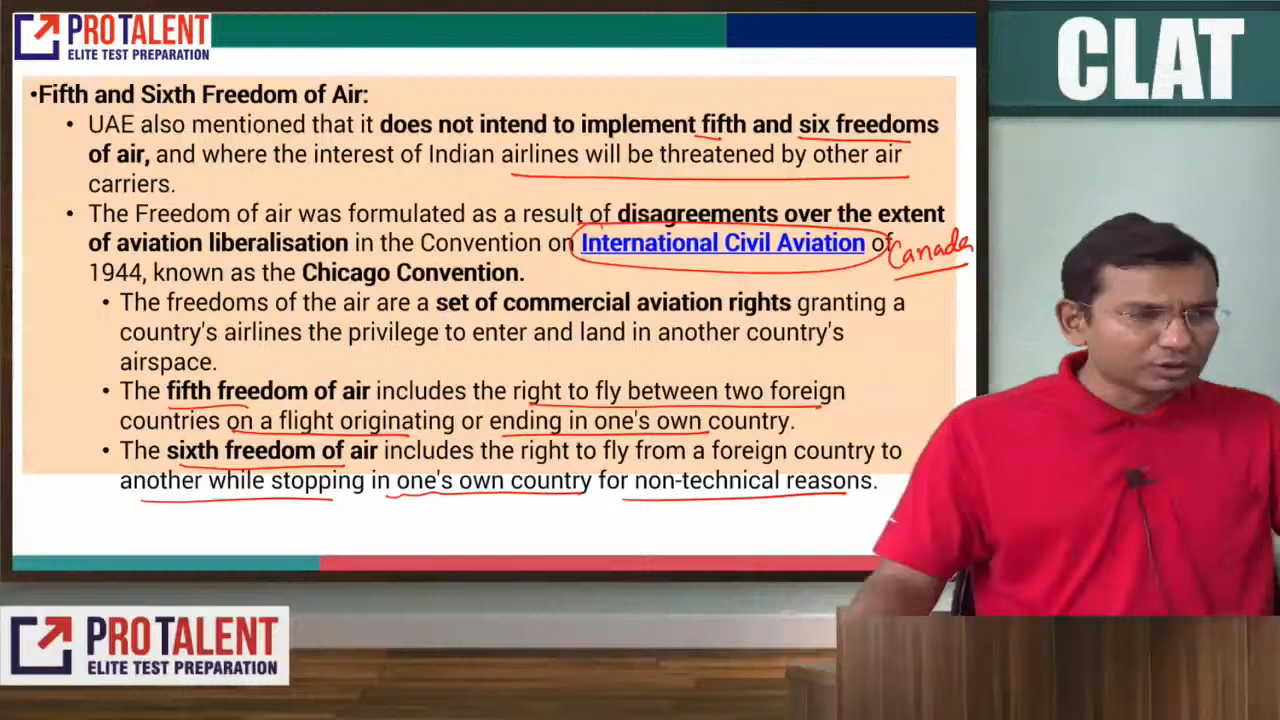 PROTALENT
ELITE TEST PREPARATION
CLAT
•Fifth and Sixth Freedom of Air:
• UAE also mentioned that it does not intend to implement fifth and six freedoms
of air, and where the interest of Indian airlines will be threatened by other air
carriers.
• The Freedom of air was formulated as a result of disagreements over the extent
of aviation liberalisation in the Convention on International Civil Aviation of
Canada
1944, known as the Chicago Convention.
• The freedoms of the air are a set of commercial aviation rights granting a
country's airlines the privilege to enter and land in another country's
airspace.
• The fifth freedom of air includes the right to fly between two foreign
countries on a flight originating or ending in one's own country.
• The sixth freedom of air includes the right to fly from a foreign country to
another while stopping in one's own country for non-technical reasons.
PROTALENT
ELITE TEST PREPARATION